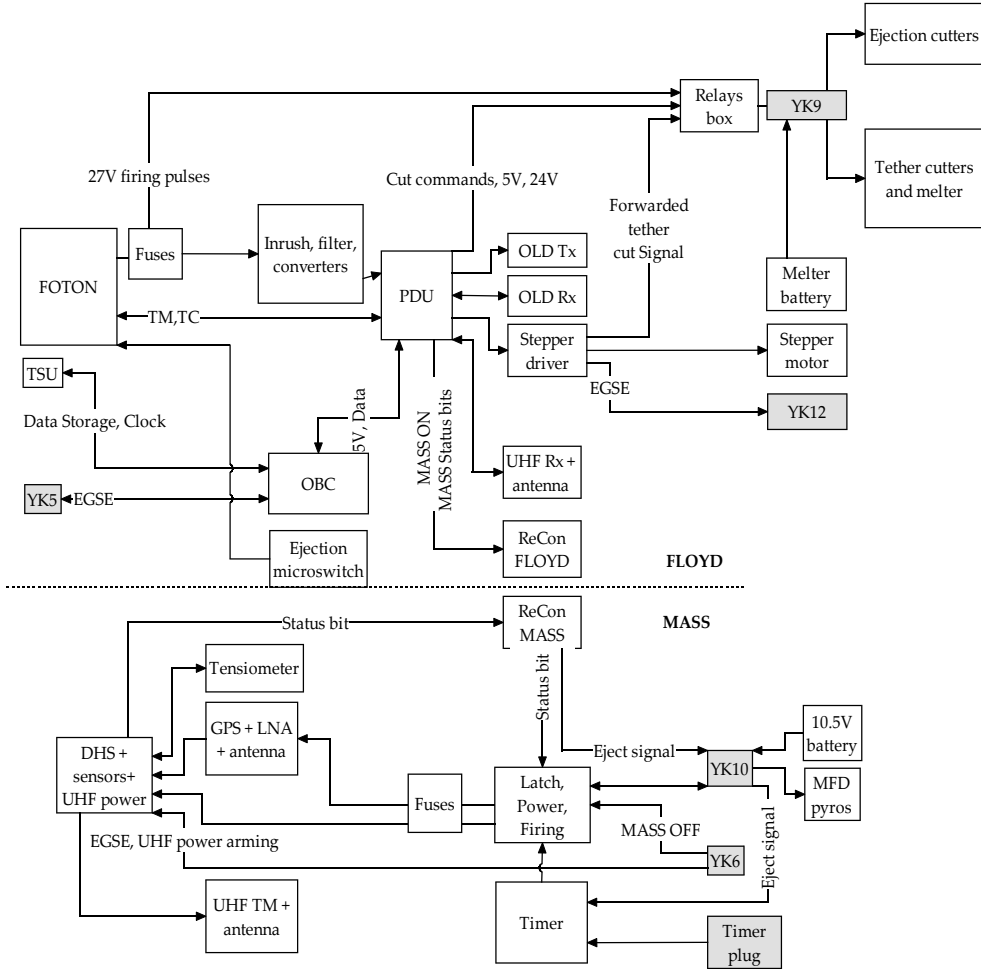 Ejection cutters
Relays
box
YK9
27V firing pulses
Cut commands, 5V, 24V
Tether cutters
and melter
Forwarded
tether
cut Signal
FOTON
Fuses
Inrush, filter,
converters
PDU
OLD Tx
OLD Rx
Melter
battery
TM,TC
Stepper
driver
Stepper
motor
TSU
EGSE
YK12
Data Storage, Clock
5V, Data
MASS ON
MASS Status bits
OBC
UHF Rx +
antenna
YK5
EGSE
Ejection
microswitch
ReCon
FLOYD
FLOYD
Status bit
ReCon
MASS
MASS
Tensiometer
Status bit
GPS + LNA
+ antenna
10.5V
battery
DHS +
sensors+
UHF power
Eject signal
YK10
MFD
pyros
Fuses
Latch,
Power,
Firing
MASS OFF
Eject signal
EGSE, UHF power arming
YK6
UHF TM +
antenna
Timer
Timer
plug